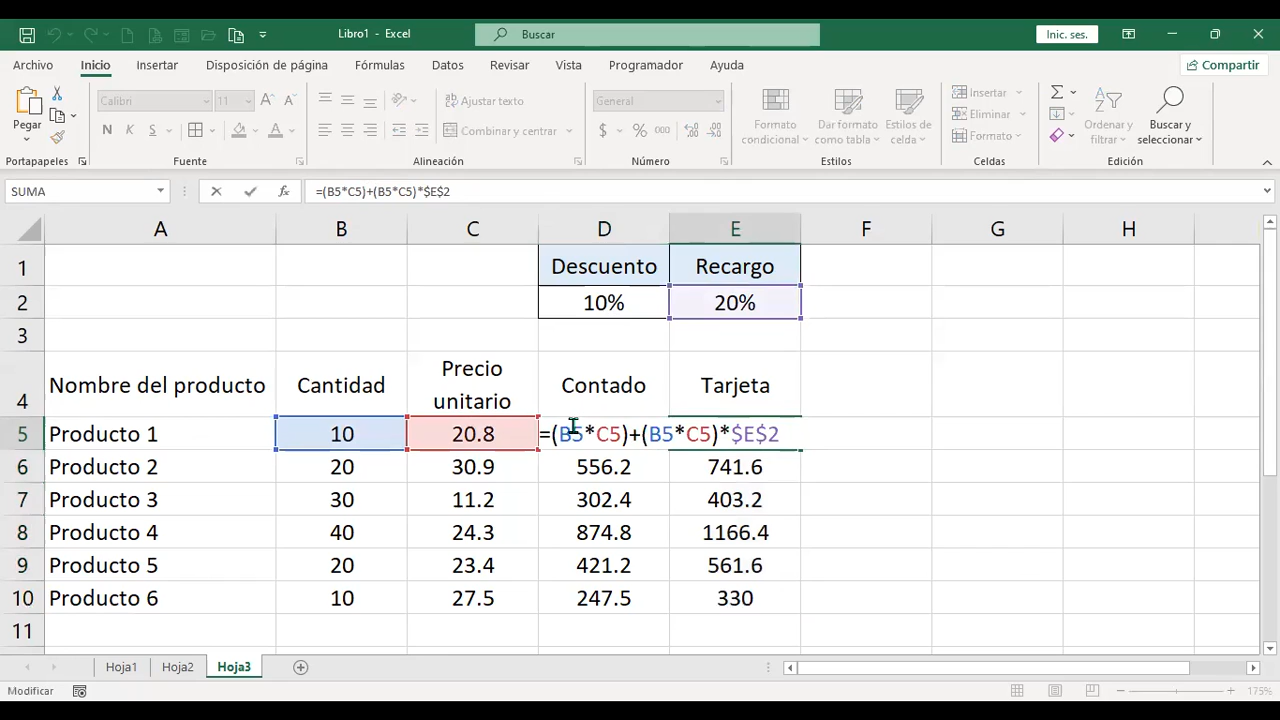 Libro1 - Excel
Buscar
Inic. ses.
Archivo Inicio Insertar Disposición de página Fórmulas Datos Revisar Vista Programador Ayuda
Compartir
Pegar
Calibri 11
N K S
Ajustar texto
Combinar y centrar
General
$ % 000
Formato condicional
Dar formato como tabla
Estilos de celda
Insertar
Eliminar
Formato
Ordenar y filtrar
Buscar y seleccionar
Portapapeles Fuente Alineación Número Estilos Celdas Edición
SUMA fx =(B5*C5)+(B5*C5)*$E$2
A B C D E F G H
1 Descuento Recargo
2 10% 20%
3
4 Nombre del producto Cantidad Precio unitario Contado Tarjeta
5 Producto 1 10 20.8 =(B5*C5)+(B5*C5)*$E$2
6 Producto 2 20 30.9 556.2 741.6
7 Producto 3 30 11.2 302.4 403.2
8 Producto 4 40 24.3 874.8 1166.4
9 Producto 5 20 23.4 421.2 561.6
10 Producto 6 10 27.5 247.5 330
11
Hoja1 Hoja2 Hoja3
Modificar
175%